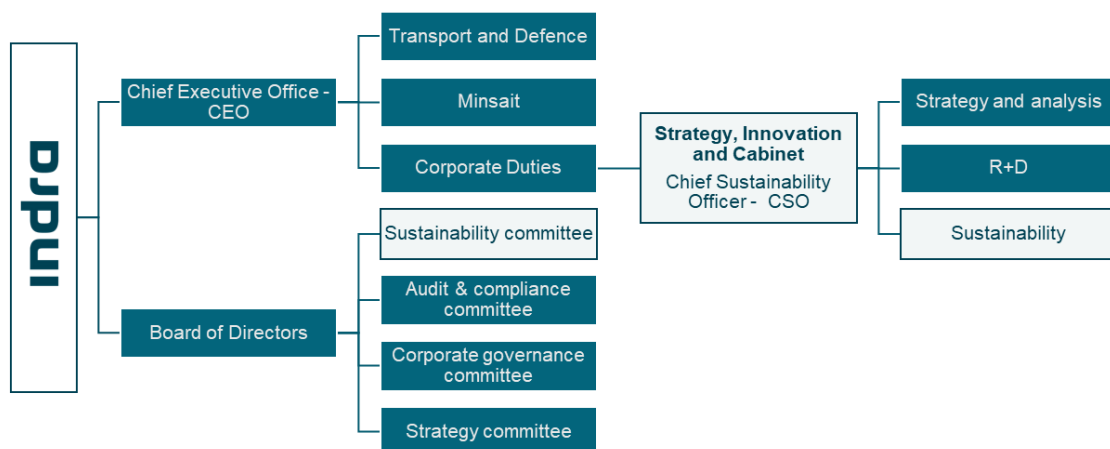 indra
Chief Executive Office -
CEO
Board of Directors
Transport and Defence
Minsait
Corporate Duties
Sustainability committee
Audit & compliance
committee
Corporate governance
committee
Strategy committee
Strategy, Innovation
and Cabinet
Chief Sustainability
Officer - CSO
Strategy and analysis
R+D
Sustainability